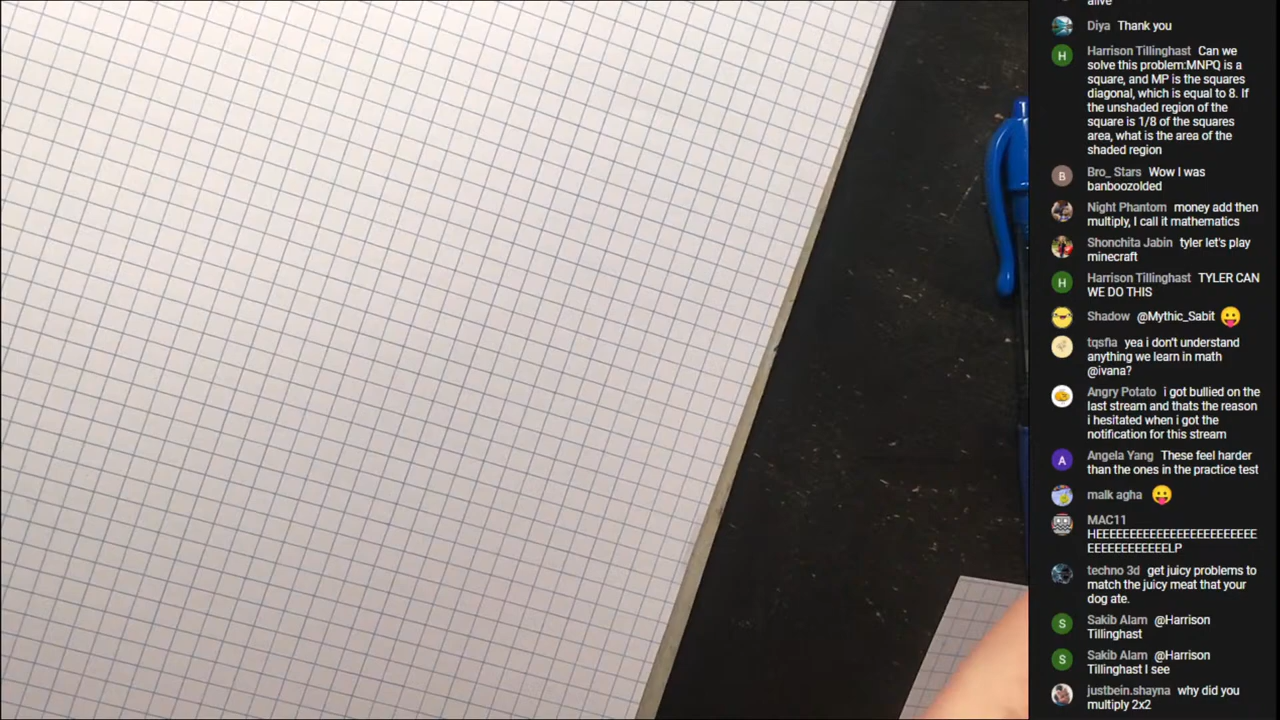 alive
Diya Thank you
Harrison Tillinghast Can we
solve this problem:MNPQ is a
square, and MP is the squares
diagonal, which is equal to 8. If
the unshaded region of the
square is 1/8 of the squares
area, what is the area of the
shaded region
Bro_ Stars Wow I was
banboozolded
Night Phantom money add then
multiply, I call it mathematics
Shonchita Jabin tyler let's play
minecraft
Harrison Tillinghast TYLER CAN
WE DO THIS
Shadow @Mythic_Sabit 😛
tqsfia yea i don't understand
anything we learn in math
@ivana?
Angry Potato i got bullied on the
last stream and thats the reason
i hesitated when i got the
notification for this stream
Angela Yang These feel harder
than the ones in the practice test
malk agha 😛
MAC11
HEEEEEEEEEEEEEEEEEEEEEEEEE
EEEEEEEEEEEEELP
techno 3d get juicy problems to
match the juicy meat that your
dog ate.
Sakib Alam @Harrison
Tillinghast
Sakib Alam @Harrison
Tillinghast I see
justbein.shayna why did you
multiply 2x2